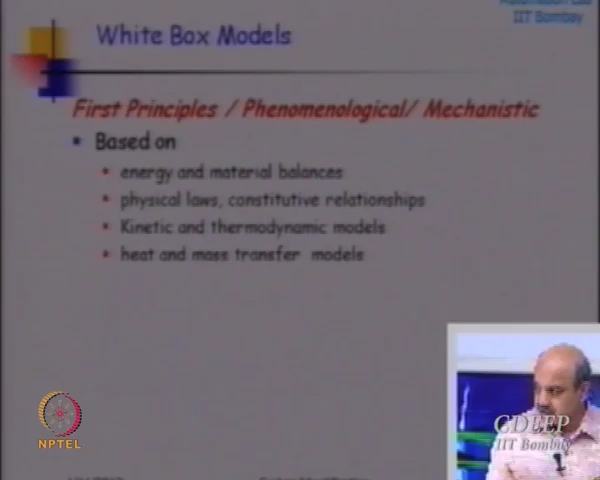 IIT Bombay
White Box Models
First Principles / Phenomenological/ Mechanistic
Based on
energy and material balances
physical laws, constitutive relationships
Kinetic and thermodynamic models
heat and mass transfer models
NPTEL
CDEEP
IIT Bombay